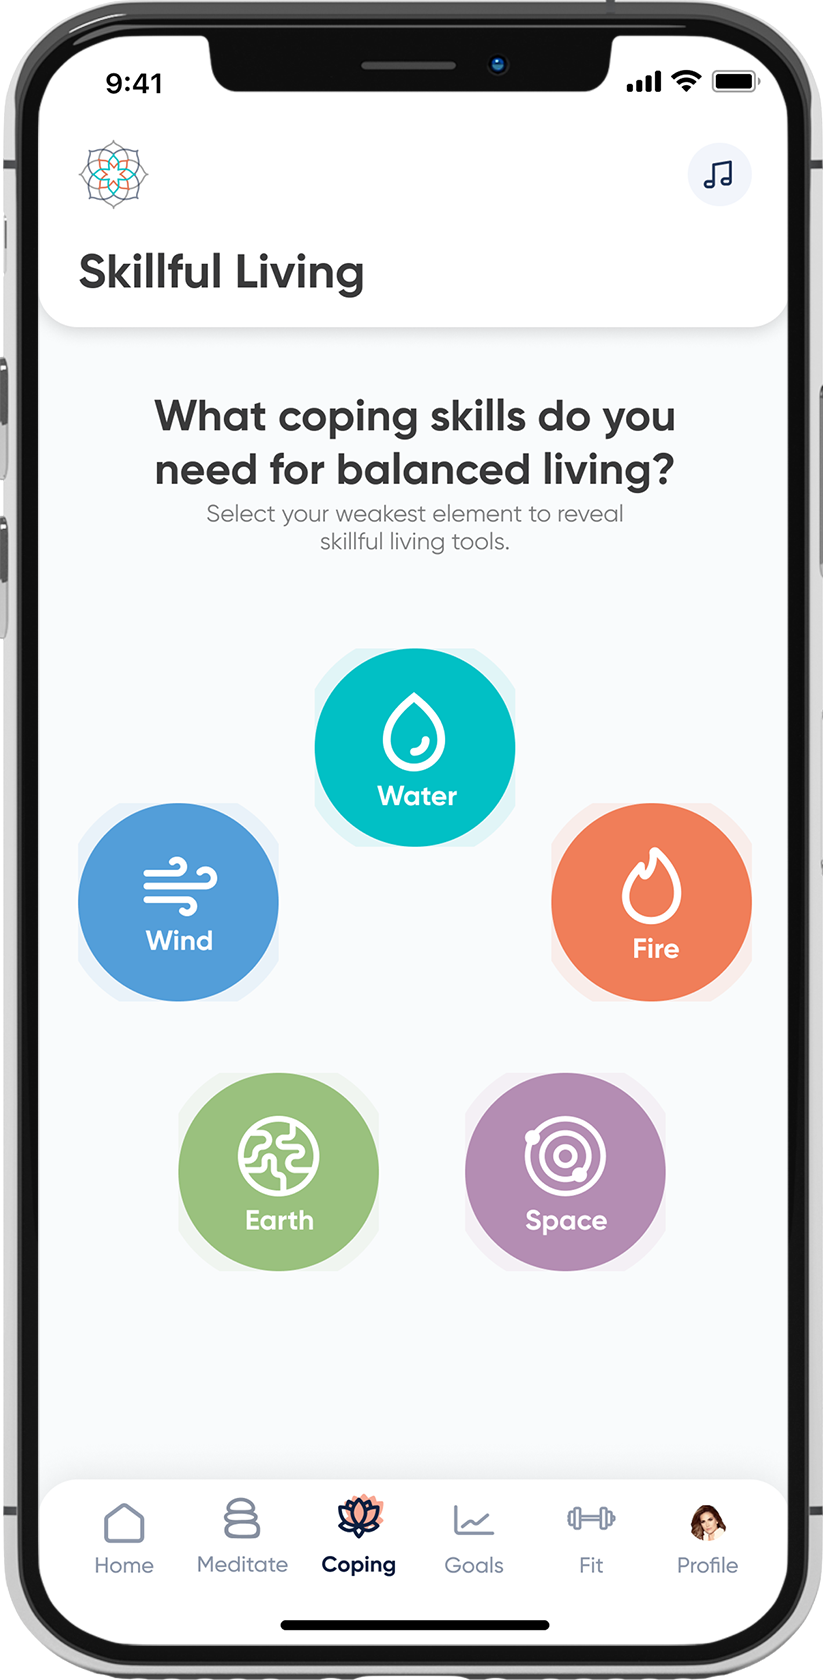 9:41
Skillful Living
What coping skills do you
need for balanced living?
Select your weakest element to reveal
skillful living tools.
Water
Wind
Fire
Earth
Space
Home
Meditate
Coping
Goals
Fit
Profile